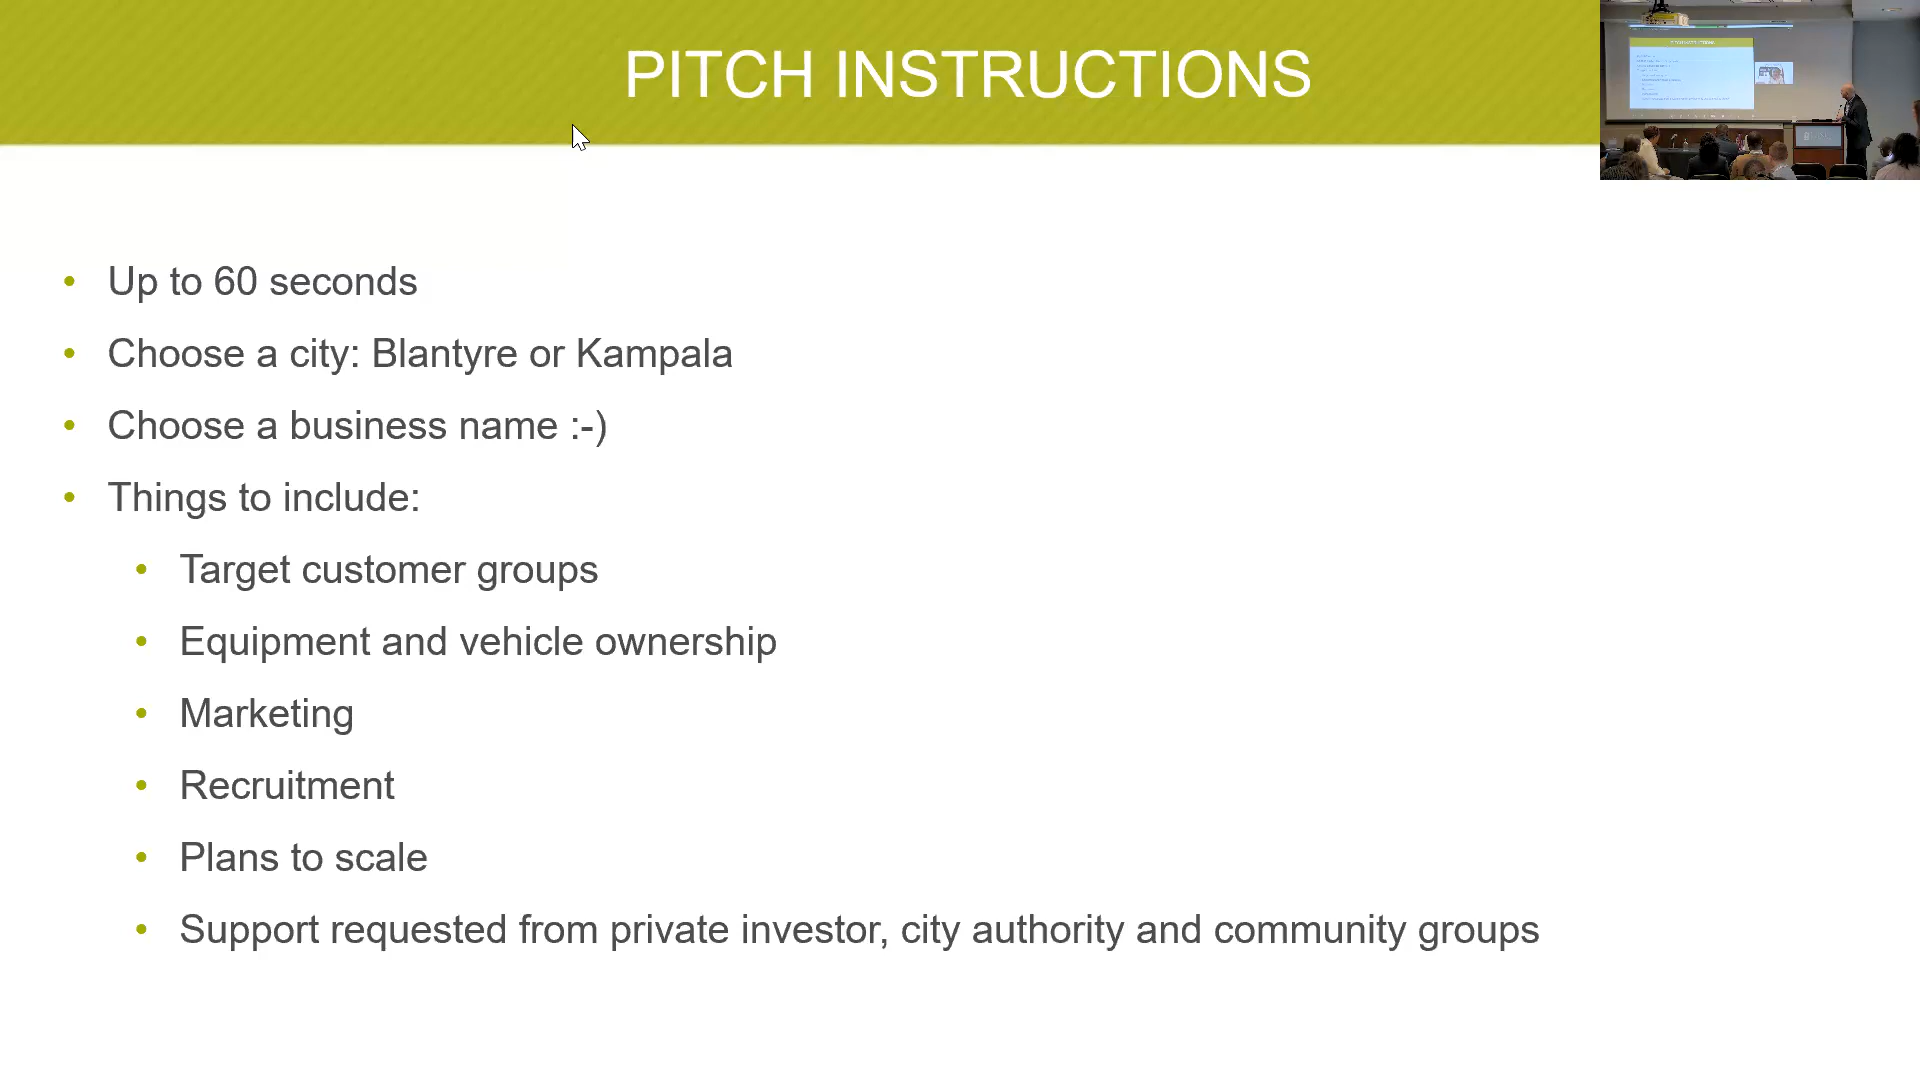 PITCH INSTRUCTIONS
• Up to 60 seconds
• Choose a city: Blantyre or Kampala
• Choose a business name :-)
• Things to include:
• Target customer groups
• Equipment and vehicle ownership
• Marketing
• Recruitment
• Plans to scale
• Support requested from private investor, city authority and community groups